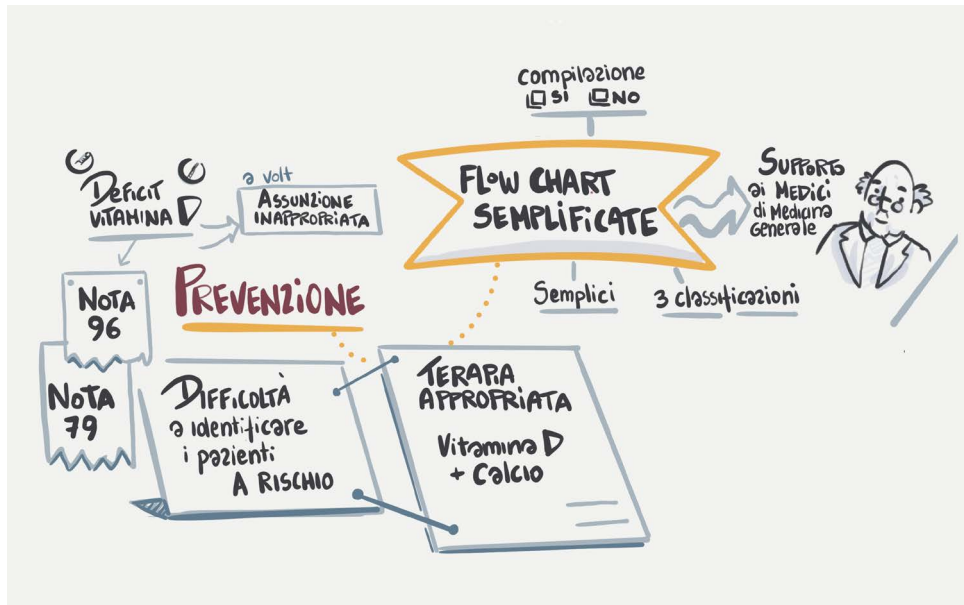 Compilazione
SI NO
DEFICIT
VITAMINA D
a volt
ASSUNZIONE
INAPPROPRIATA
FLOW CHART
SEMPLIFICATE
SUPPORTO
ai MEDICI
di Medicina
Generale
Semplici
3 classificazioni
PREVENZIONE
NOTA
96
NOTA
79
DIFFICOLTÀ
a identificare
i pazienti
A RISCHIO
TERAPIA
APPROPRIATA
Vitamina D
+ Calcio